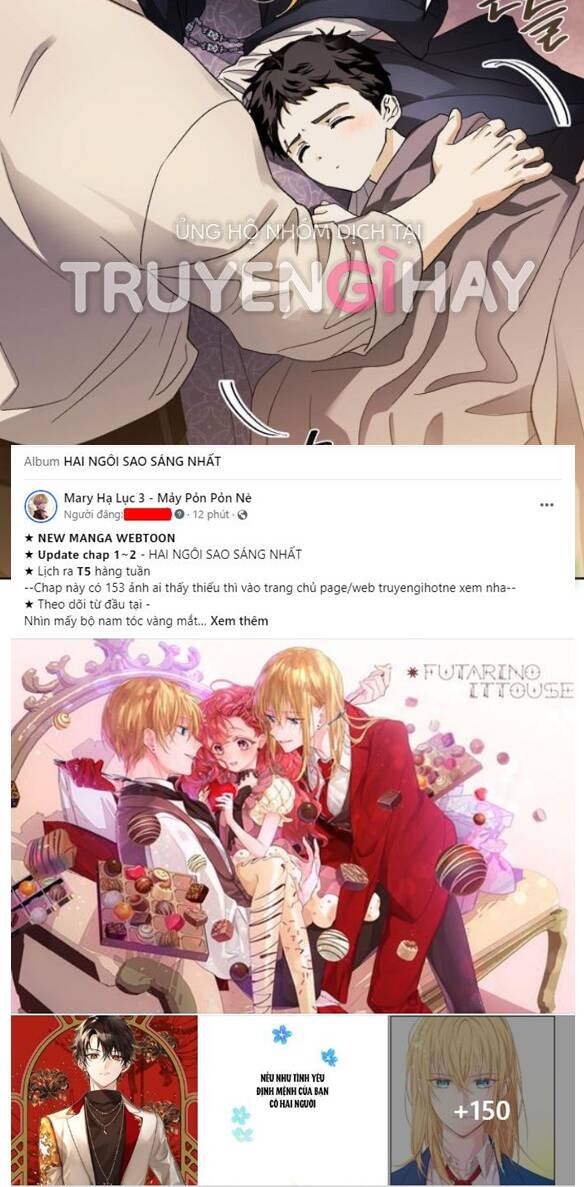 ỦNG HỘ NHÓM DỊCH TẠI
TRUYENGÌHAY
Album HAI NGÔI SAO SÁNG NHẤT
Mary Hạ Lục 3 - Mảy Pỏn Pỏn Nè
Người đăng: 12 phút
★ NEW MANGA WEBTOON
★ Update chap 1~2 - HAI NGÔI SAO SÁNG NHẤT
★ Lịch ra T5 hàng tuần
--Chap này có 153 ảnh ai thấy thiếu thì vào trang chủ page/web truyengihotne xem nha--
★ Theo dõi từ đầu tại -
Nhìn mấy bộ nam tóc vàng mắt... Xem thêm
FUTARINO
ITTOUSE
NẾU NHƯ TÌNH YÊU
ĐỊNH MỆNH CỦA BẠN
CÓ HAI NGƯỜI
+150